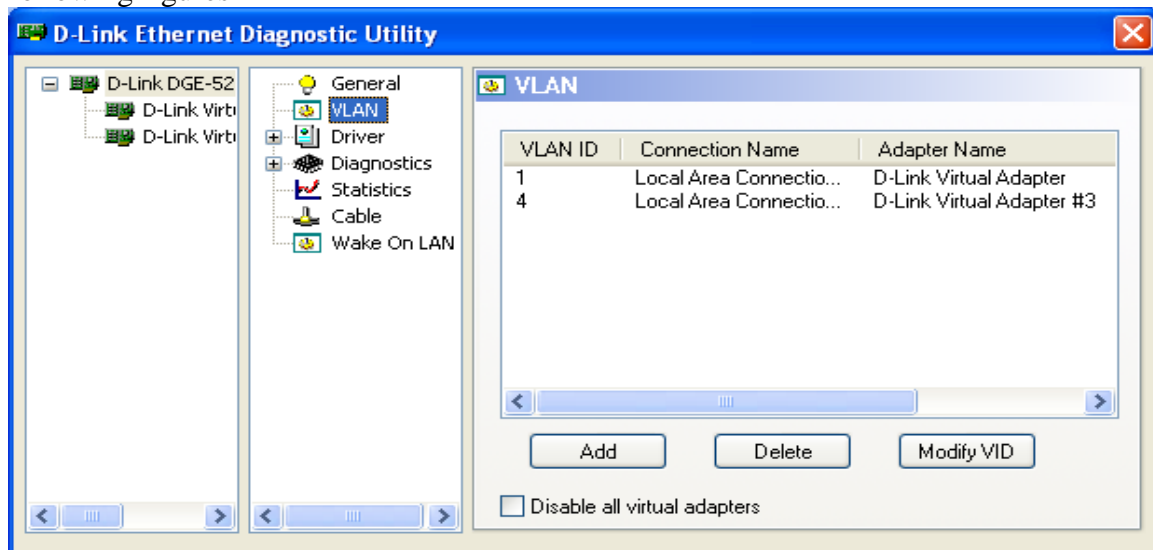 D-Link Ethernet Diagnostic Utility
D-Link DGE-52
D-Link Virt
D-Link Virt
General
VLAN
Driver
Diagnostics
Statistics
Cable
Wake On LAN
VLAN
VLAN ID Connection Name Adapter Name
1 Local Area Connectio... D-Link Virtual Adapter
4 Local Area Connectio... D-Link Virtual Adapter #3
Add Delete Modify VID
Disable all virtual adapters